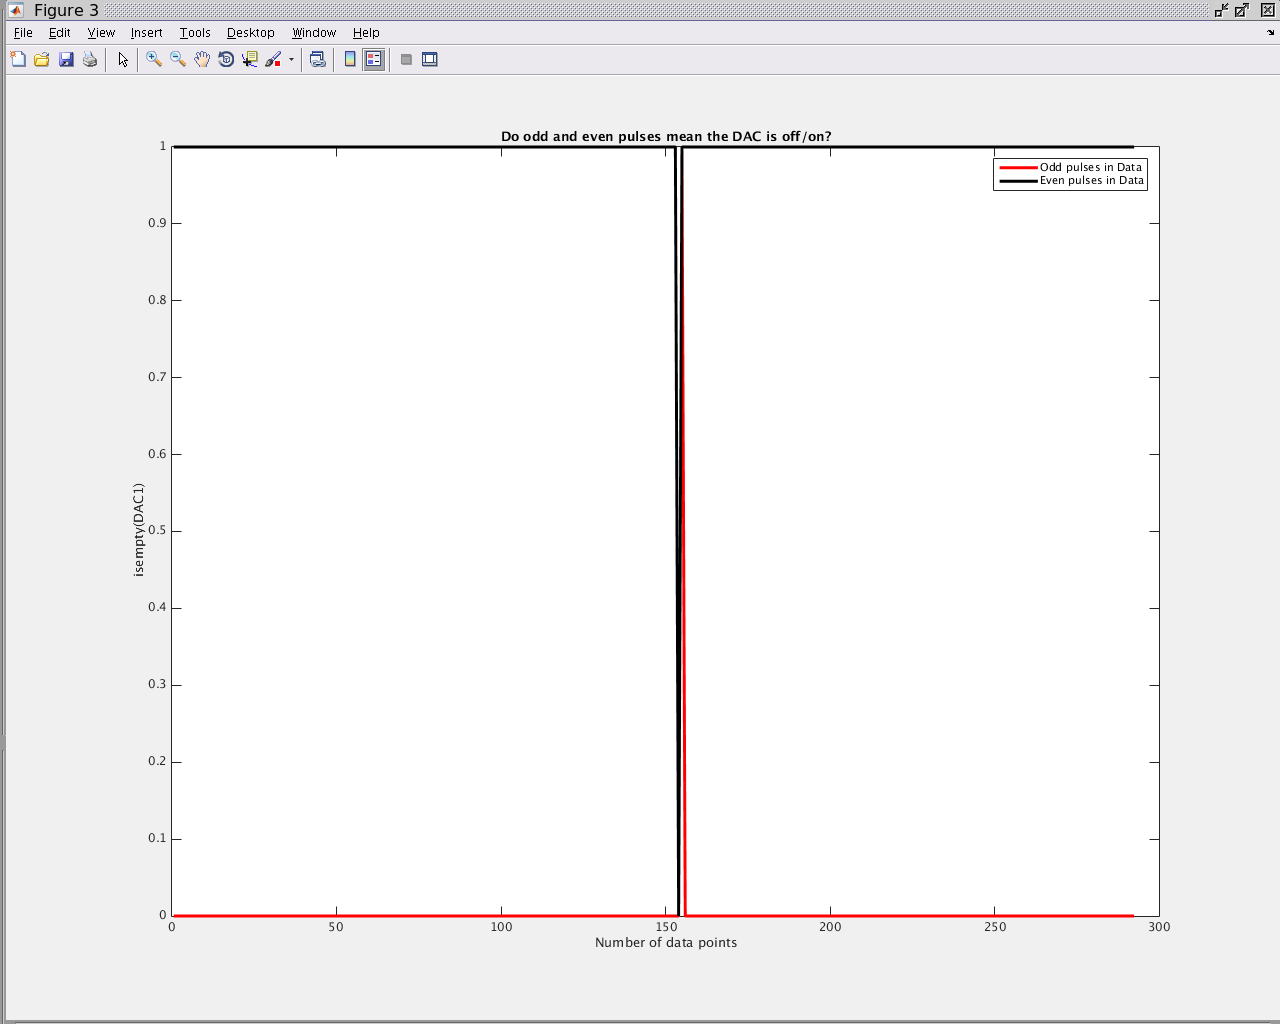 Figure 3
File Edit View Insert Tools Desktop Window Help
Do odd and even pulses mean the DAC is off/on?
Odd pulses in Data
Even pulses in Data
1
0.9
0.8
0.7
0.6
0.5
0.4
0.3
0.2
0.1
0
isempty(DAC1)
0 50 100 150 200 250 300
Number of data points